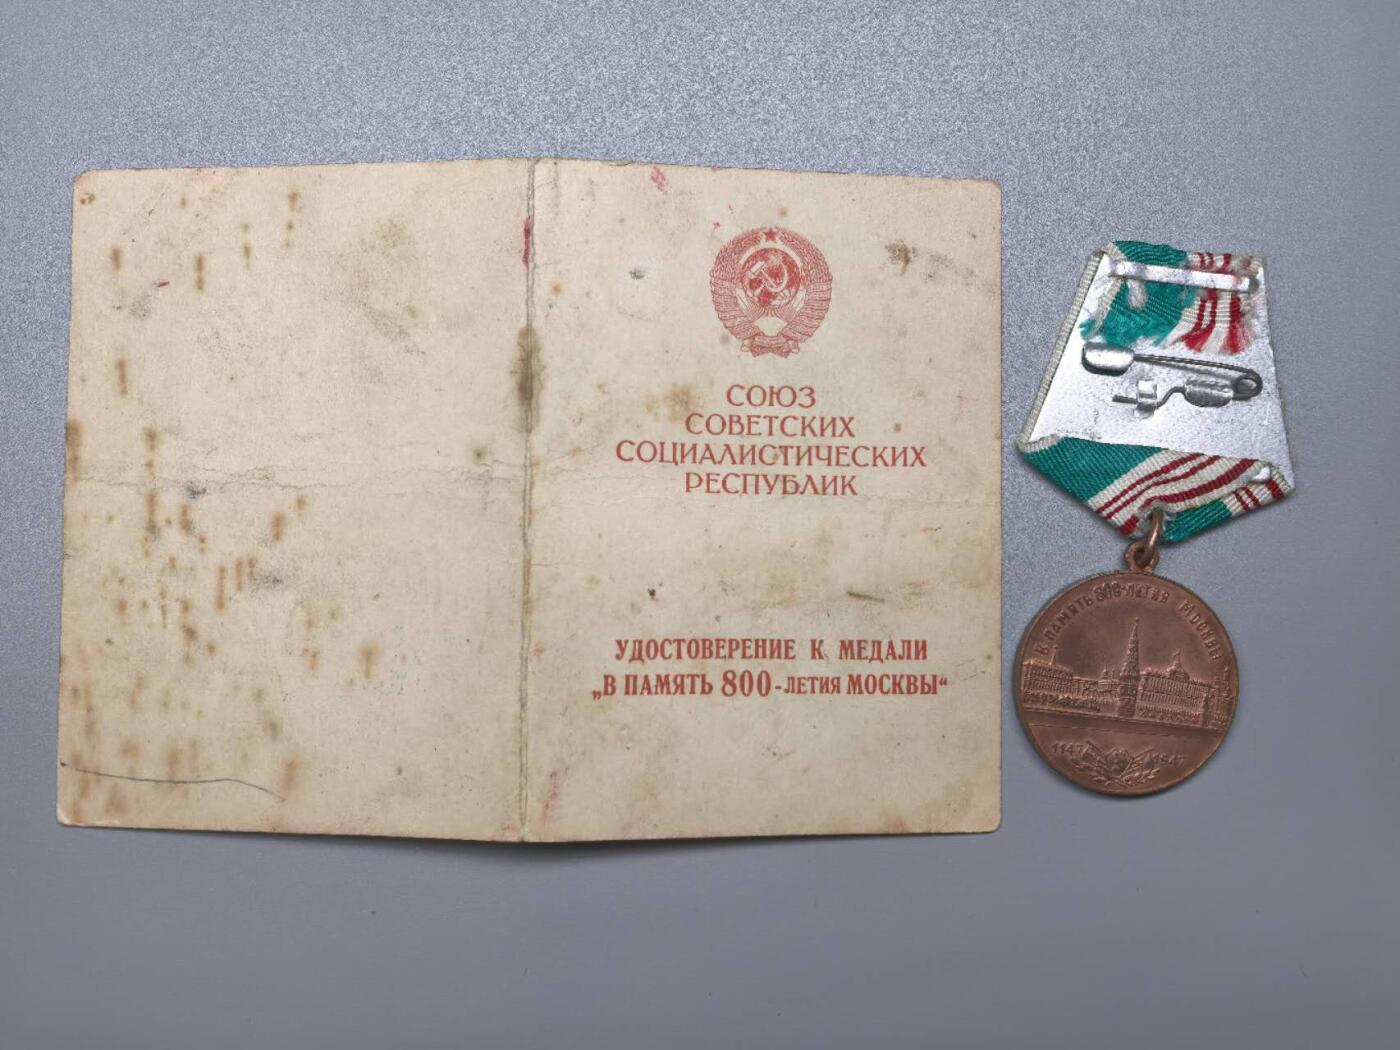 СОЮЗ
СОВЕТСКИХ
СОЦИАЛИСТИЧЕСКИХ
РЕСПУБЛИК
УДОСТОВЕРЕНИЕ К МЕДАЛИ
„В ПАМЯТЬ 800-ЛЕТИЯ МОСКВЫ“
В ПАМЯТЬ 800-ЛЕТИЯ МОСКВЫ
1147 1947